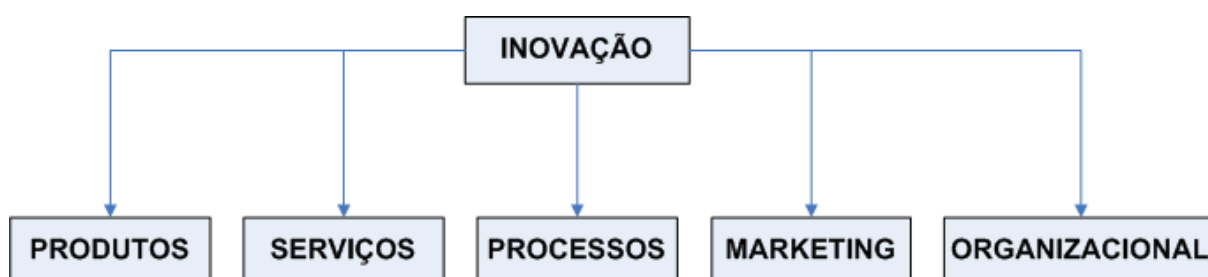 INOVAÇÃO
PRODUTOS
SERVIÇOS
PROCESSOS
MARKETING
ORGANIZACIONAL